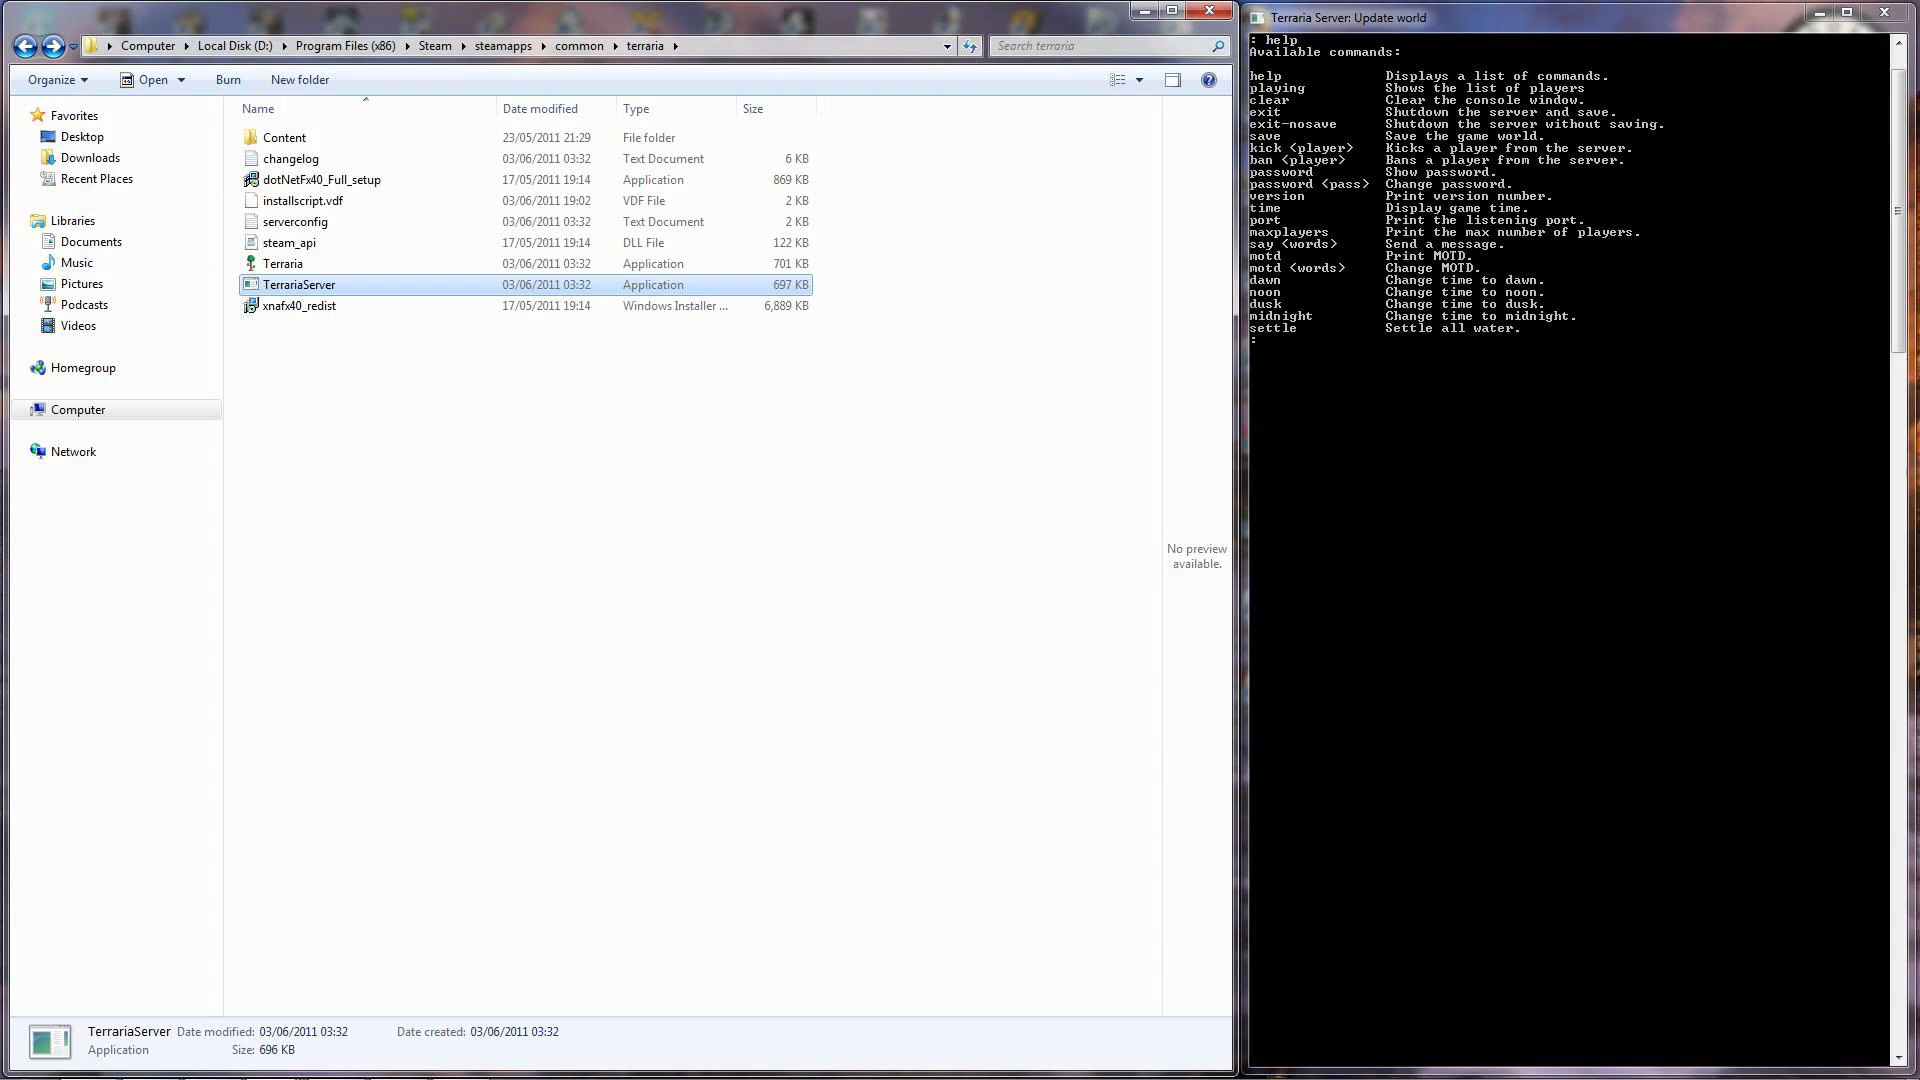 Computer Local Disk (D:) Program Files (x86) Steam steamapps common terraria
Search terraria
Organize Open Burn New folder
Favorites
Desktop
Downloads
Recent Places
Libraries
Documents
Music
Pictures
Podcasts
Videos
Homegroup
Computer
Network
Name Date modified Type Size
Content 23/05/2011 21:29 File folder
changelog 03/06/2011 03:32 Text Document 6 KB
dotNetFx40_Full_setup 17/05/2011 19:14 Application 869 KB
installscript.vdf 03/06/2011 19:02 VDF File 2 KB
serverconfig 03/06/2011 03:32 Text Document 2 KB
steam_api 17/05/2011 19:14 DLL File 122 KB
Terraria 03/06/2011 03:32 Application 701 KB
TerrariaServer 03/06/2011 03:32 Application 697 KB
xnafx40_redist 17/05/2011 19:14 Windows Installer ... 6,889 KB
No preview
available.
TerrariaServer Date modified: 03/06/2011 03:32 Date created: 03/06/2011 03:32
Application Size: 696 KB
Terraria Server: Update world
: help
Available commands:
help Displays a list of commands.
playing Shows the list of players
clear Clear the console window.
exit Shutdown the server and save.
exit-nosave Shutdown the server without saving.
save Save the game world.
kick <player> Kicks a player from the server.
ban <player> Bans a player from the server.
password Show password.
password <pass> Change password.
version Print version number.
time Display game time.
port Print the listening port.
maxplayers Print the max number of players.
say <words> Send a message.
motd Print MOTD.
motd <words> Change MOTD.
dawn Change time to dawn.
noon Change time to noon.
dusk Change time to dusk.
midnight Change time to midnight.
settle Settle all water.
: